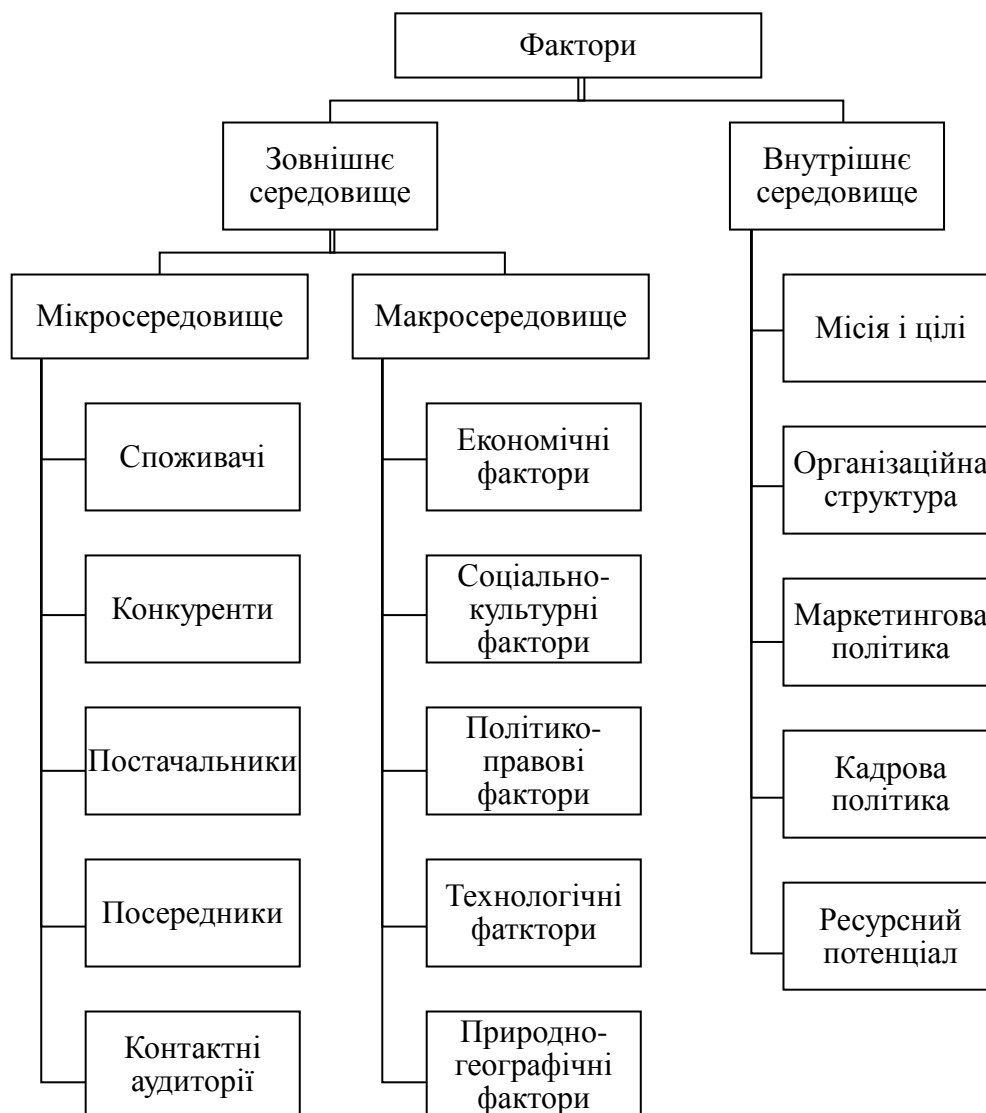 Фактори
Зовнішнє
середовище
Внутрішнє
середовище
Мікросередовище
Макросередовище
Місія і цілі
Споживачі
Економічні
фактори
Організаційна
структура
Конкуренти
Соціально-
культурні
фактори
Маркетингова
політика
Постачальники
Політико-
правові
фактори
Кадрова
політика
Посередники
Технологічні
фатктори
Ресурсний
потенціал
Контактні
аудиторії
Природно-
географічні
фактори